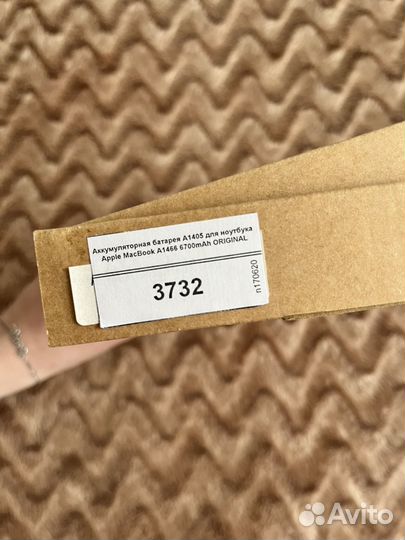 Аккумуляторная батарея A1405 для ноутбука
Apple MacBook A1466 6700mAh ORIGINAL
3732
n170620
Avito